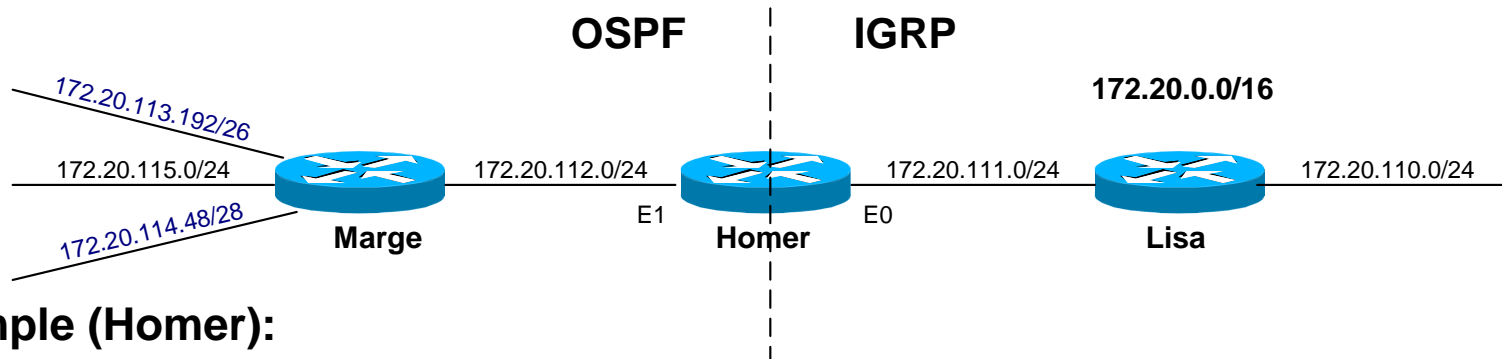 OSPF
IGRP
172.20.0.0/16
172.20.113.192/26
172.20.115.0/24
172.20.112.0/24
172.20.111.0/24
172.20.110.0/24
172.20.114.48/28
E1
E0
Marge
Homer
Lisa
mple (Homer):